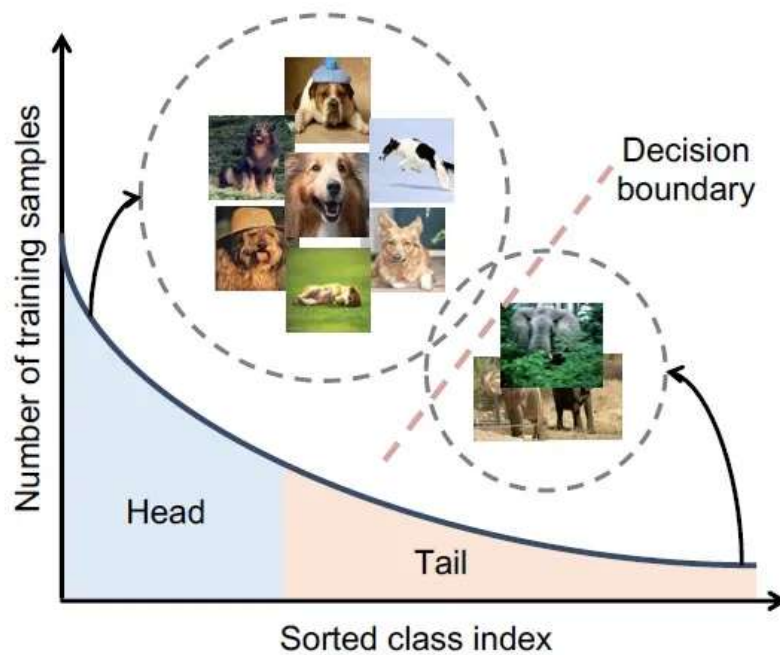 Number of training samples
Decision
boundary
Head
Tail
Sorted class index